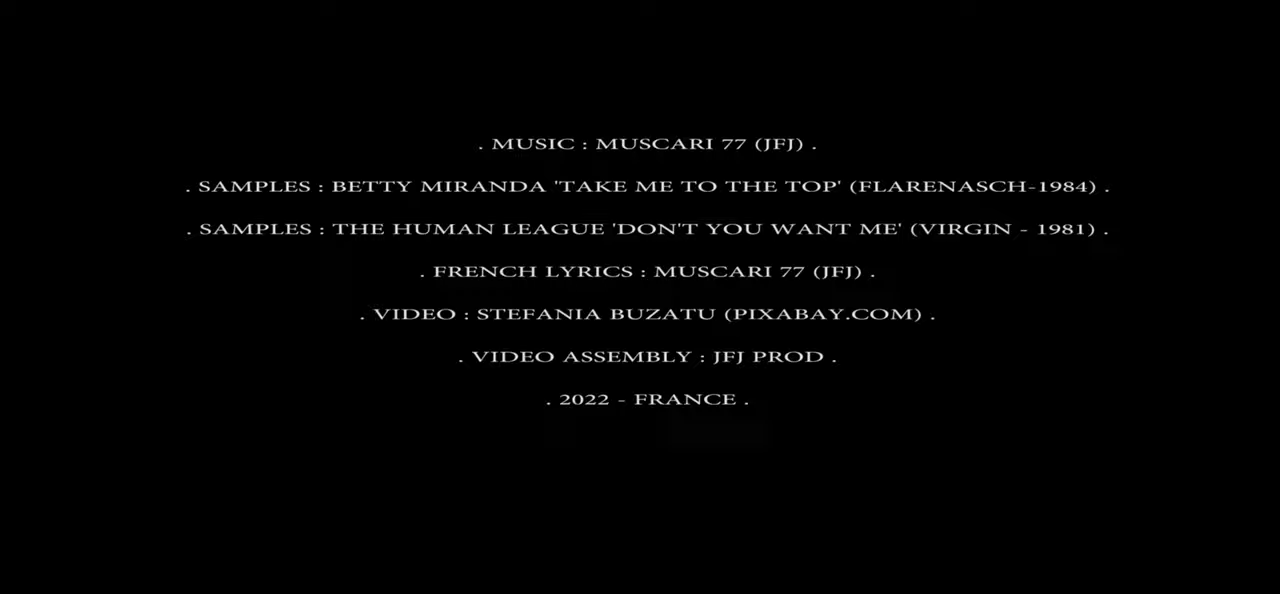 . MUSIC : MUSCARI 77 (JFJ) .
. SAMPLES : BETTY MIRANDA 'TAKE ME TO THE TOP' (FLARENASCH-1984) .
. SAMPLES : THE HUMAN LEAGUE 'DON'T YOU WANT ME' (VIRGIN - 1981) .
. FRENCH LYRICS : MUSCARI 77 (JFJ) .
. VIDEO : STEFANIA BUZATU (PIXABAY.COM) .
. VIDEO ASSEMBLY : JFJ PROD .
. 2022 - FRANCE .